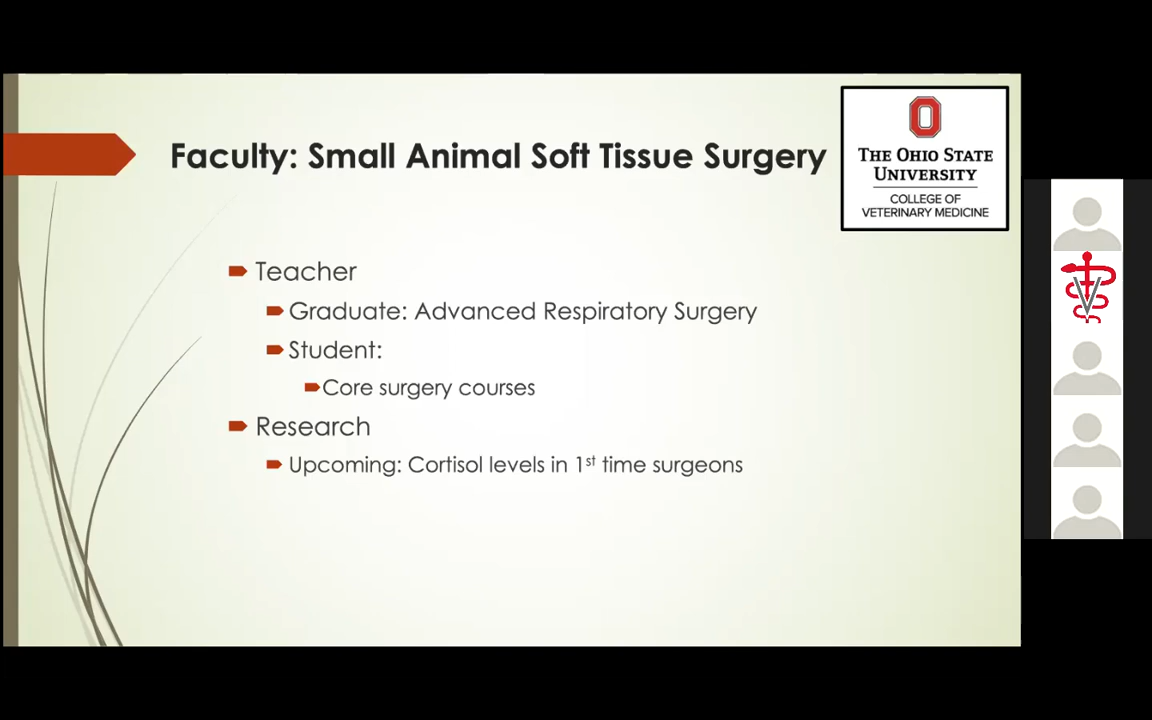 Faculty: Small Animal Soft Tissue Surgery
O
THE OHIO STATE
UNIVERSITY
COLLEGE OF
VETERINARY MEDICINE
Teacher
Graduate: Advanced Respiratory Surgery
Student:
Core surgery courses
Research
Upcoming: Cortisol levels in 1st time surgeons
V